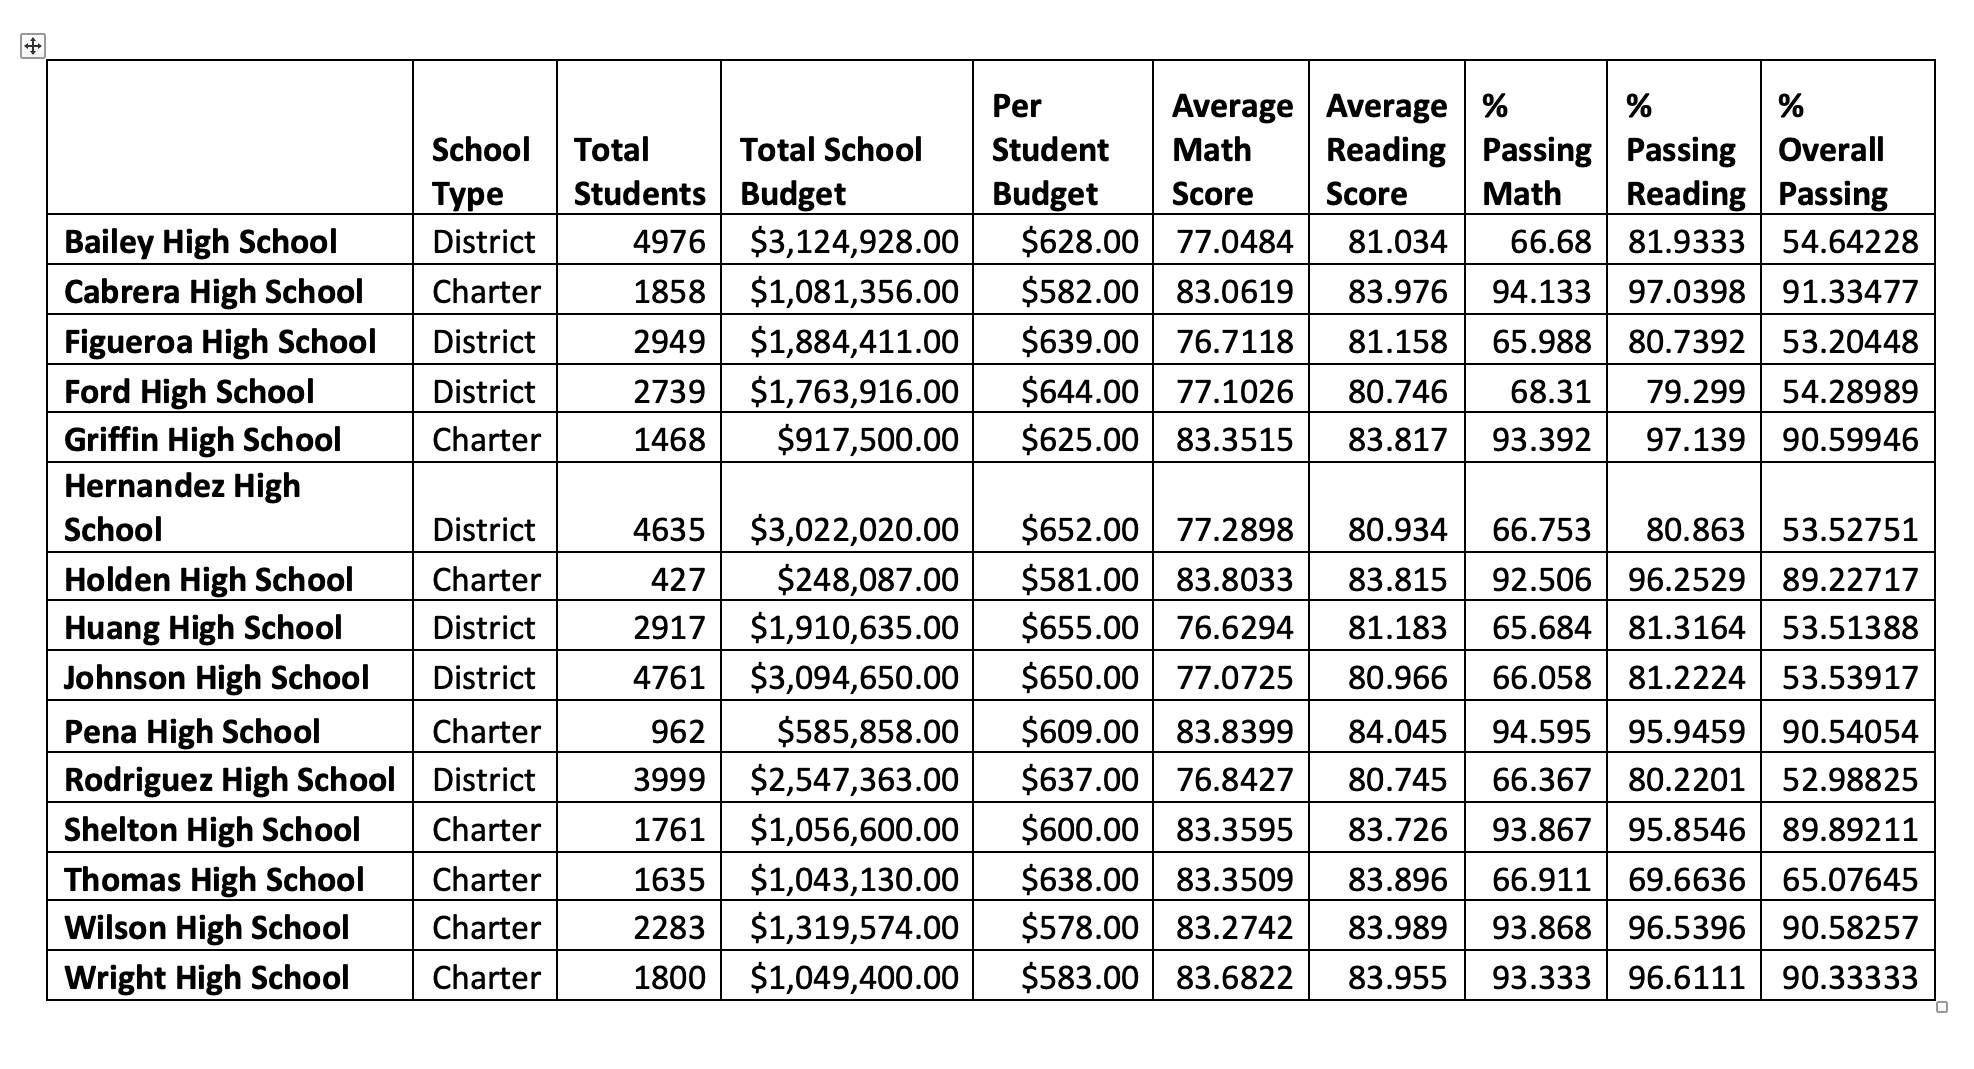 School Type | Total Students | Total School Budget | Per Student Budget | Average Math Score | Average Reading Score | % Passing Math | % Passing Reading | % Overall Passing
Bailey High School | District | 4976 | $3,124,928.00 | $628.00 | 77.0484 | 81.034 | 66.68 | 81.9333 | 54.64228
Cabrera High School | Charter | 1858 | $1,081,356.00 | $582.00 | 83.0619 | 83.976 | 94.133 | 97.0398 | 91.33477
Figueroa High School | District | 2949 | $1,884,411.00 | $639.00 | 76.7118 | 81.158 | 65.988 | 80.7392 | 53.20448
Ford High School | District | 2739 | $1,763,916.00 | $644.00 | 77.1026 | 80.746 | 68.31 | 79.299 | 54.28989
Griffin High School | Charter | 1468 | $917,500.00 | $625.00 | 83.3515 | 83.817 | 93.392 | 97.139 | 90.59946
Hernandez High School | District | 4635 | $3,022,020.00 | $652.00 | 77.2898 | 80.934 | 66.753 | 80.863 | 53.52751
Holden High School | Charter | 427 | $248,087.00 | $581.00 | 83.8033 | 83.815 | 92.506 | 96.2529 | 89.22717
Huang High School | District | 2917 | $1,910,635.00 | $655.00 | 76.6294 | 81.183 | 65.684 | 81.3164 | 53.51388
Johnson High School | District | 4761 | $3,094,650.00 | $650.00 | 77.0725 | 80.966 | 66.058 | 81.2224 | 53.53917
Pena High School | Charter | 962 | $585,858.00 | $609.00 | 83.8399 | 84.045 | 94.595 | 95.9459 | 90.54054
Rodriguez High School | District | 3999 | $2,547,363.00 | $637.00 | 76.8427 | 80.745 | 66.367 | 80.2201 | 52.98825
Shelton High School | Charter | 1761 | $1,056,600.00 | $600.00 | 83.3595 | 83.726 | 93.867 | 95.8546 | 89.89211
Thomas High School | Charter | 1635 | $1,043,130.00 | $638.00 | 83.3509 | 83.896 | 66.911 | 69.6636 | 65.07645
Wilson High School | Charter | 2283 | $1,319,574.00 | $578.00 | 83.2742 | 83.989 | 93.868 | 96.5396 | 90.58257
Wright High School | Charter | 1800 | $1,049,400.00 | $583.00 | 83.6822 | 83.955 | 93.333 | 96.6111 | 90.33333